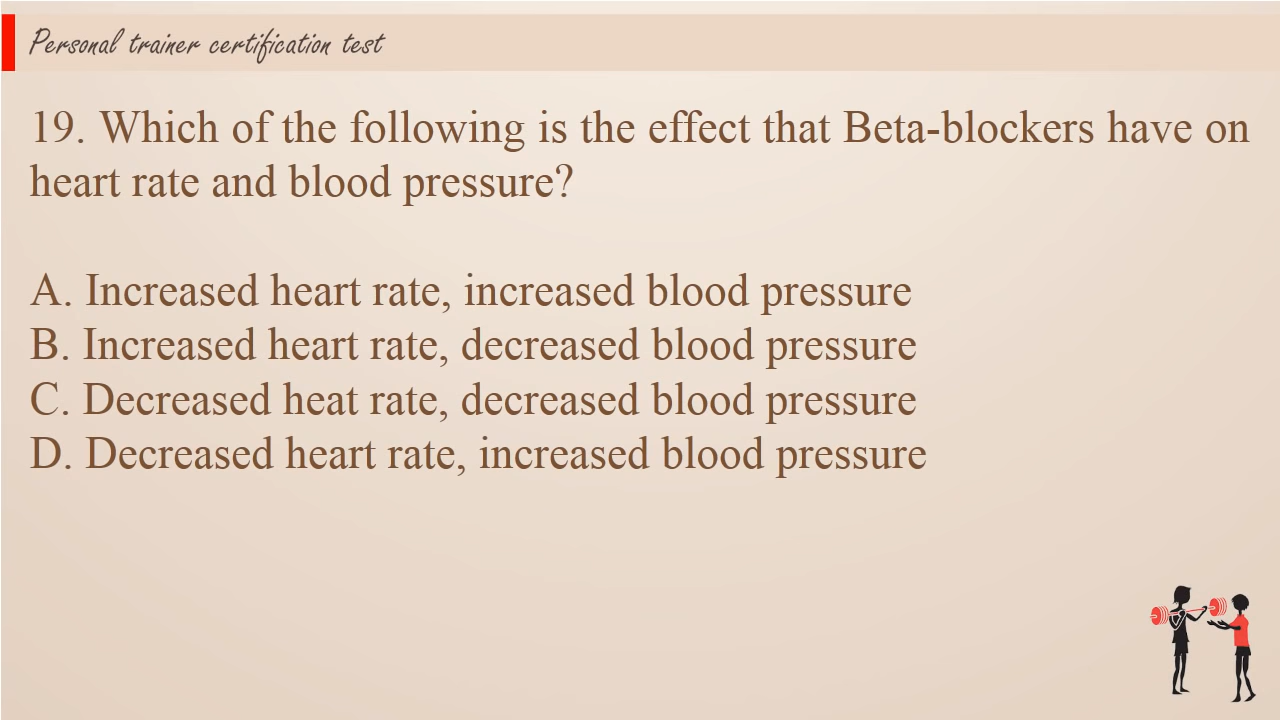 Personal trainer certification test
19. Which of the following is the effect that Beta-blockers have on
heart rate and blood pressure?
A. Increased heart rate, increased blood pressure
B. Increased heart rate, decreased blood pressure
C. Decreased heat rate, decreased blood pressure
D. Decreased heart rate, increased blood pressure